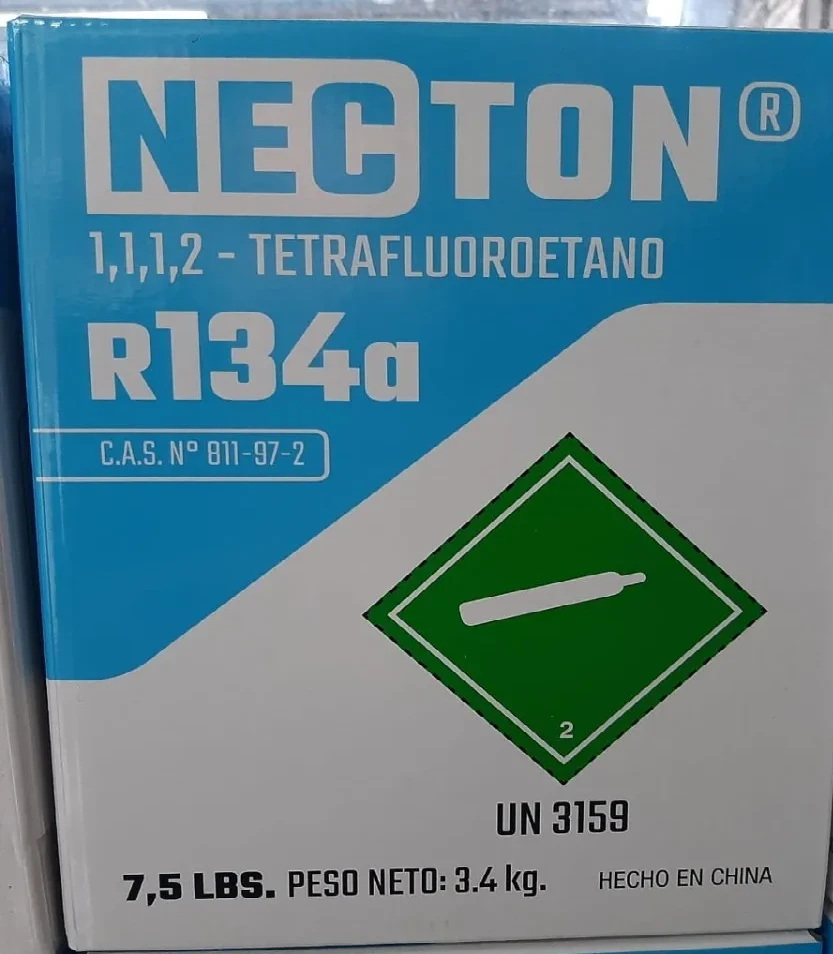 NECTON®
1,1,1,2 - TETRAFLUOROETANO
R134a
C.A.S. Nº 811-97-2
2
UN 3159
7,5 LBS. PESO NETO: 3.4 kg. HECHO EN CHINA